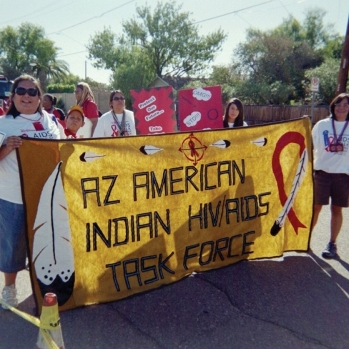 AZ AMERICAN
INDIAN HIV/AIDS
TASK FORCE